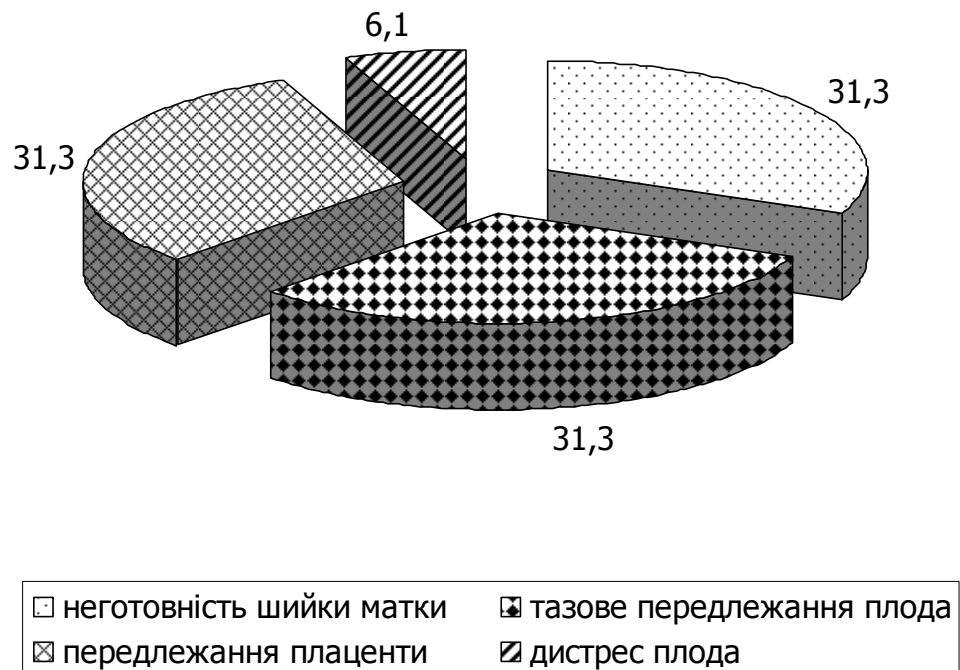 6,1
31,3
31,3
31,3
неготовність шийки матки
тазове передлежання плода
передлежання плаценти
дистрес плода